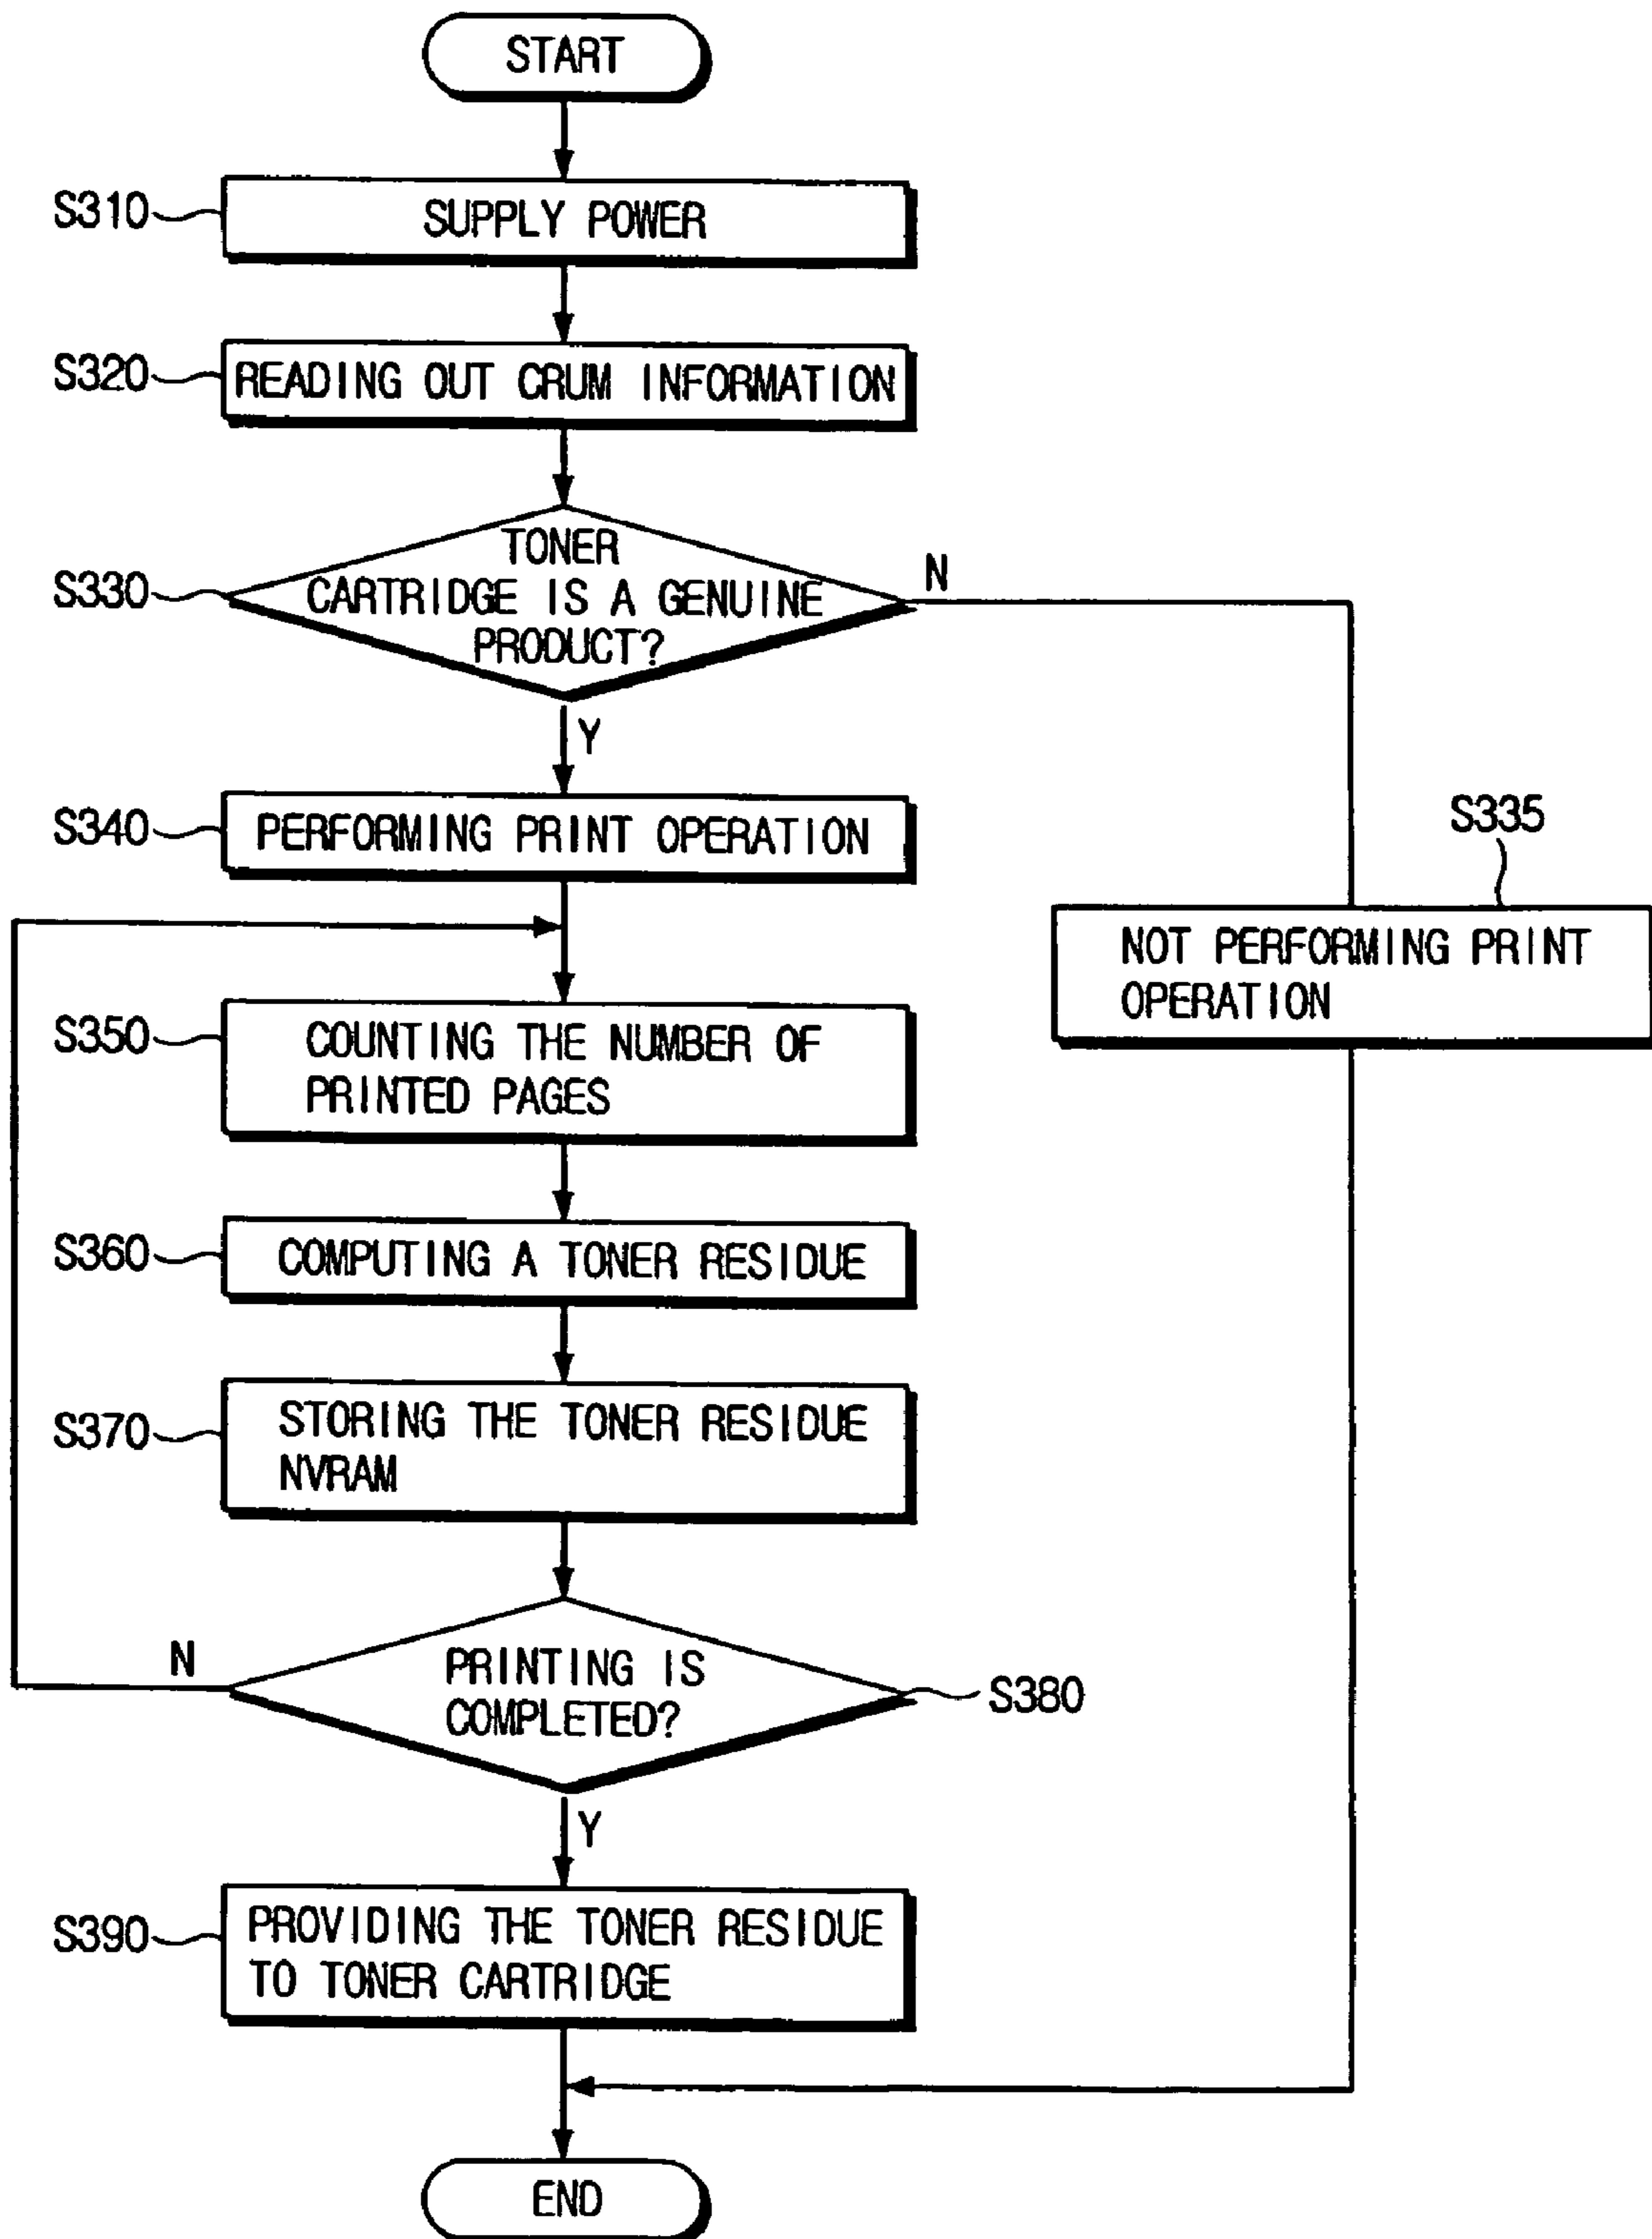 START
S310
SUPPLY POWER
S320
READING OUT CRUM INFORMATION
S330
TONER
CARTRIDGE IS A GENUINE
PRODUCT?
N
Y
S340
PERFORMING PRINT OPERATION
S335
NOT PERFORMING PRINT
OPERATION
S350
COUNTING THE NUMBER OF
PRINTED PAGES
S360
COMPUTING A TONER RESIDUE
S370
STORING THE TONER RESIDUE
NVRAM
N
PRINTING IS
COMPLETED?
S380
Y
S390
PROVIDING THE TONER RESIDUE
TO TONER CARTRIDGE
END